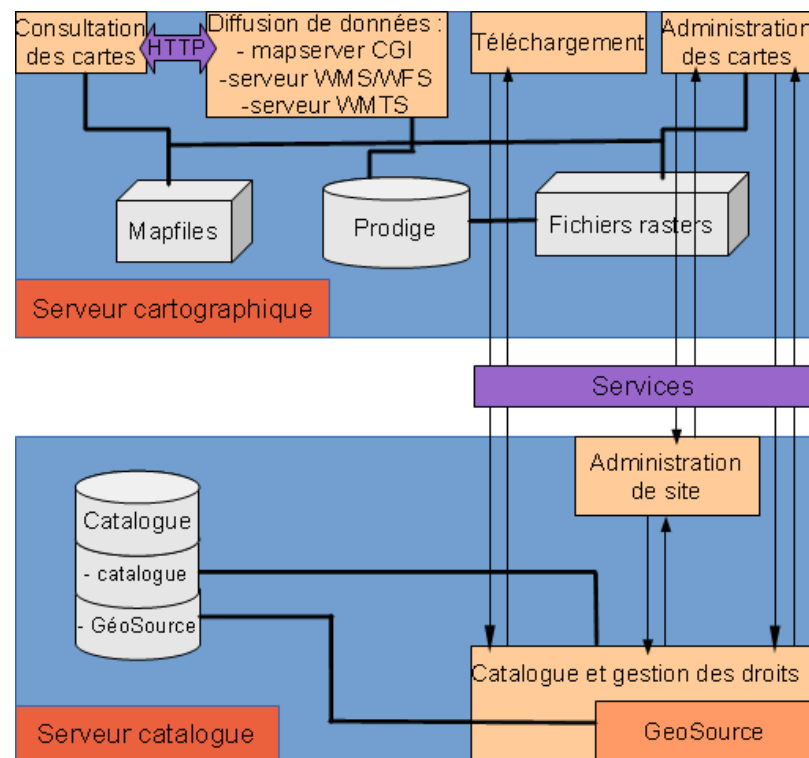 Consultation
des cartes
HTTP
Diffusion de données :
- mapserver CGI
-serveur WMS/WFS
-serveur WMTS
Téléchargement
Administration
des cartes
Mapfiles
Prodige
Fichiers rasters
Serveur cartographique
Services
Administration
de site
Catalogue
- catalogue
- GéoSource
Catalogue et gestion des droits
GeoSource
Serveur catalogue